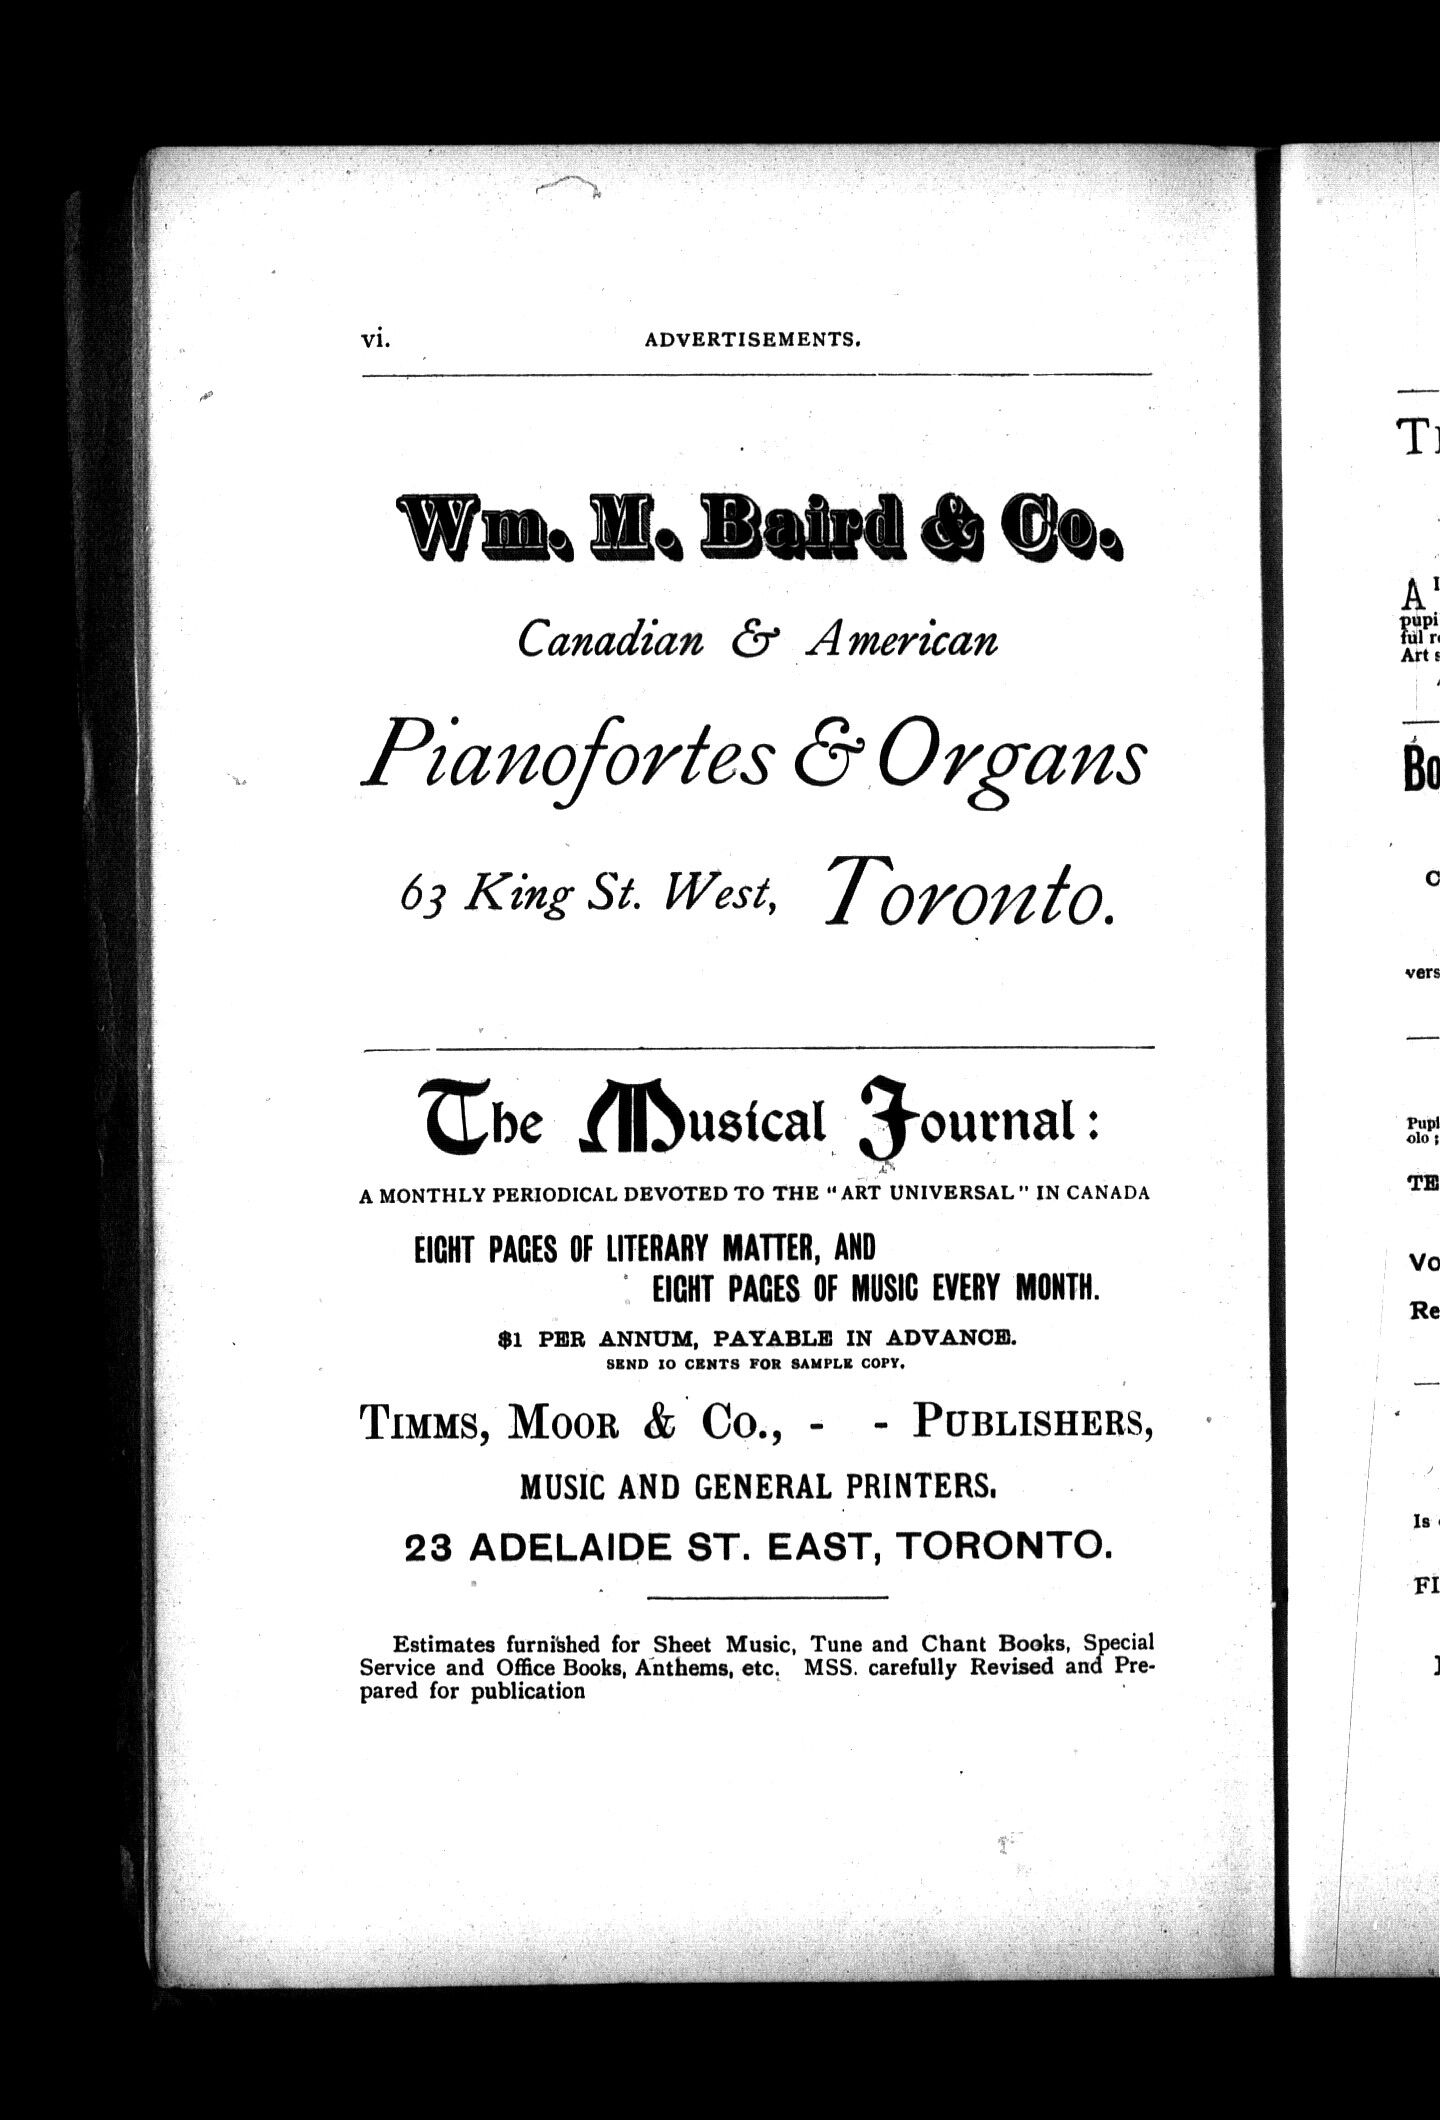 vi.
ADVERTISEMENTS.
Wm. M. Baird & Co.
Canadian & American
Pianofortes & Organs
63 King St. West, Toronto.
The Musical Journal:
A MONTHLY PERIODICAL DEVOTED TO THE "ART UNIVERSAL" IN CANADA
EIGHT PAGES OF LITERARY MATTER, AND
EIGHT PAGES OF MUSIC EVERY MONTH.
$1 PER ANNUM, PAYABLE IN ADVANCE.
SEND 10 CENTS FOR SAMPLE COPY.
TIMMS, MOOR & CO., - - PUBLISHERS,
MUSIC AND GENERAL PRINTERS.
23 ADELAIDE ST. EAST, TORONTO.
Estimates furnished for Sheet Music, Tune and Chant Books, Special
Service and Office Books, Anthems, etc. MSS. carefully Revised and Pre-
pared for publication